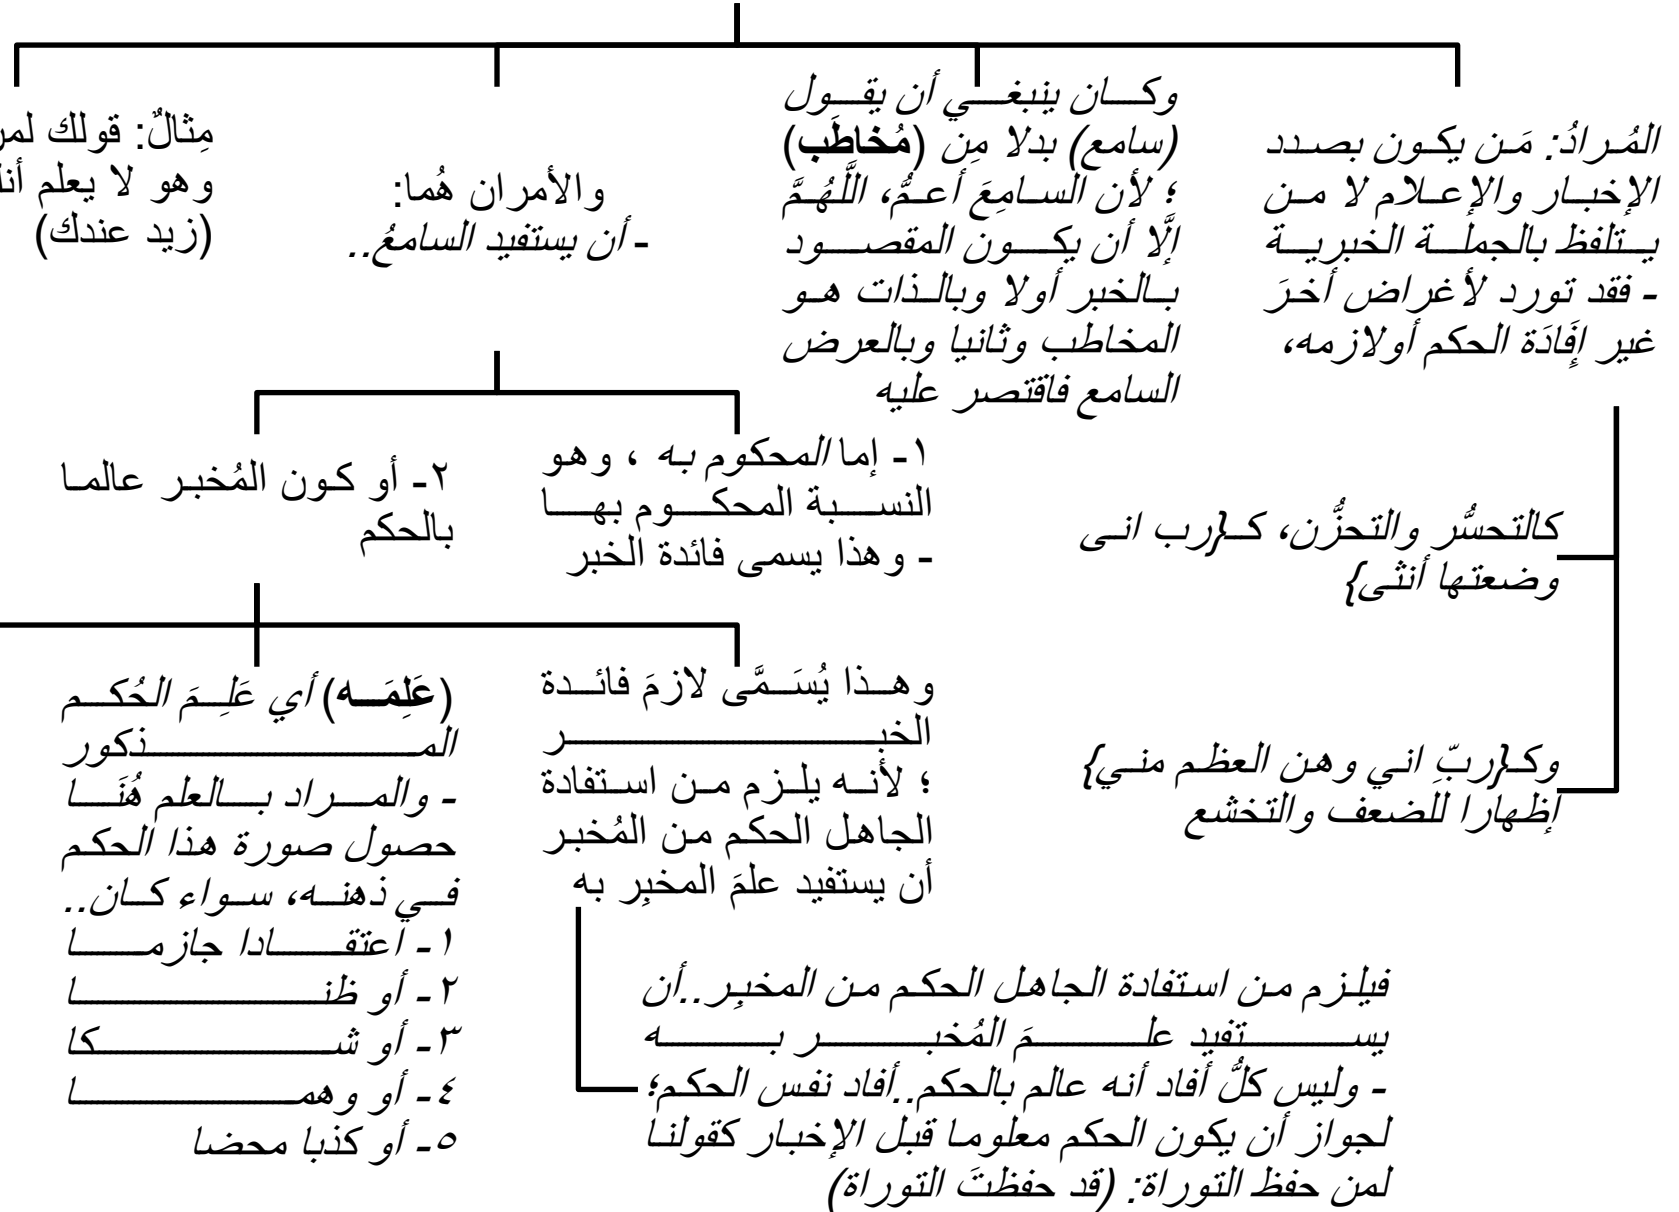 المُرادُ: مَن يكون بصدد
الإخبار والإعلام لا من
يتلفظ بالجملة الخبرية
- فقد تورد لأغراض أخرَ
غير إِفَادَة الحكم أولازمه،
كالتحسُّر والتحزُّن، كـ{رب انى
وضعتها أنثى}
وكـ{ربِّ اني وهن العظم مني}
إظهارا للضعف والتخشع
وكان ينبغي أن يقول
(سامع) بدلا مِن (مُخاطَب)
؛ لأن السامِعَ أعمُّ، اللَّهُمَّ
إلَّا أن يكون المقصود
بالخبر أولا وبالذات هو
المخاطب وثانيا وبالعرض
السامع فاقتصر عليه
والأمران هُما:
- أن يستفيد السامعُ..
١- إما المحكوم به ، وهو
النسبة المحكوم بها
- وهذا يسمى فائدة الخبر
٢- أو كون المُخبر عالما
بالحكم
وهذا يُسَمَّى لازمَ فائدة
الخبر
؛ لأنه يلزم من استفادة
الجاهل الحكم من المُخبر
أن يستفيد علمَ المخبِر به
فيلزم من استفادة الجاهل الحكم من المخبِر..أن
يستفيد علمَ المُخبر به
- وليس كلُّ أفاد أنه عالم بالحكم..أفاد نفس الحكم؛
لجواز أن يكون الحكم معلوما قبل الإخبار كقولنا
لمن حفظ التوراة: (قد حفظتَ التوراة)
(عَلِمَه) أي عَلِمَ الحُكم
المذكور
- والمراد بالعلم هُنَا
حصول صورة هذا الحكم
في ذهنه، سواء كان..
١- اعتقادا جازما
٢- أو ظنا
٣- أو شكا
٤- أو وهما
٥- أو كذبا محضا
مِثالٌ: قولك لمن
وهو لا يعلم
(زيد عندك)